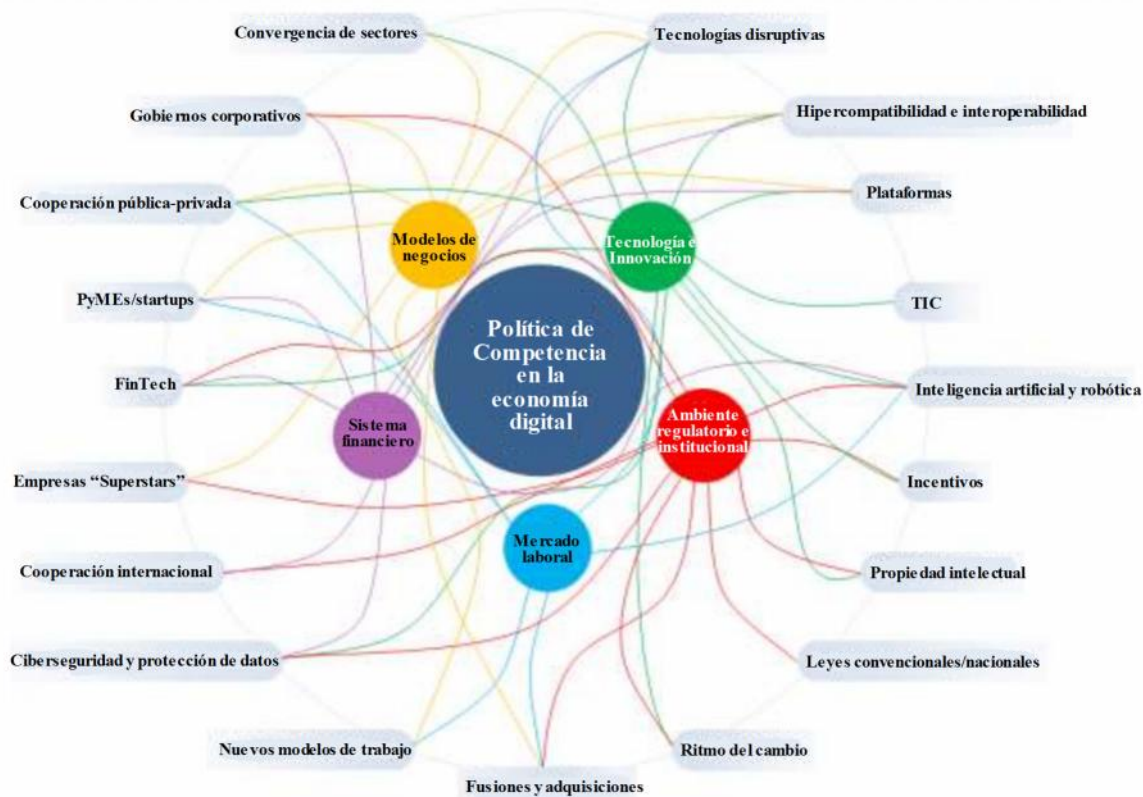 Convergencia de sectores
Tecnologías disruptivas
Gobiernos corporativos
Hipercompatibilidad e interoperabilidad
Cooperación pública-privada
Plataformas
Modelos de
negocios
Tecnología e
Innovación
PyMEs/startups
TIC
Política de
Competencia
en la
economía
digital
FinTech
Inteligencia artificial y robótica
Sistema
financiero
Ambiente
regulatorio e
institucional
Empresas “Superstars”
Incentivos
Mercado
laboral
Cooperación internacional
Propiedad intelectual
Ciberseguridad y protección de datos
Leyes convencionales/nacionales
Nuevos modelos de trabajo
Ritmo del cambio
Fusiones y adquisiciones